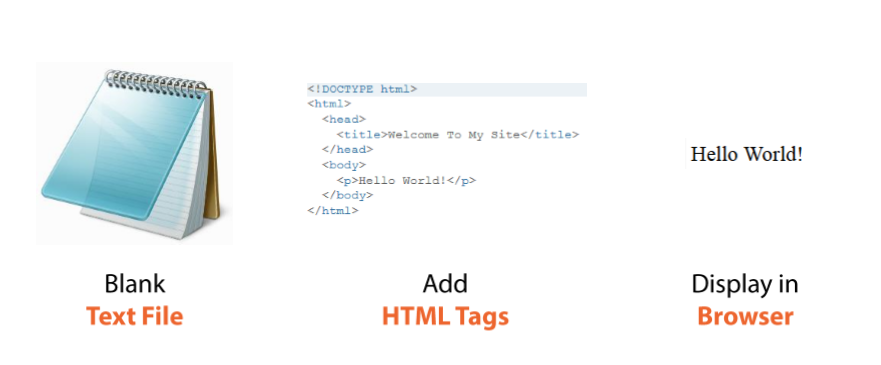 <!DOCTYPE html>
<html>
<head>
<title>Welcome To My Site</title>
</head>
<body>
<p>Hello World!</p>
</body>
</html>
Hello World!
Blank
Text File
Add
HTML Tags
Display in
Browser